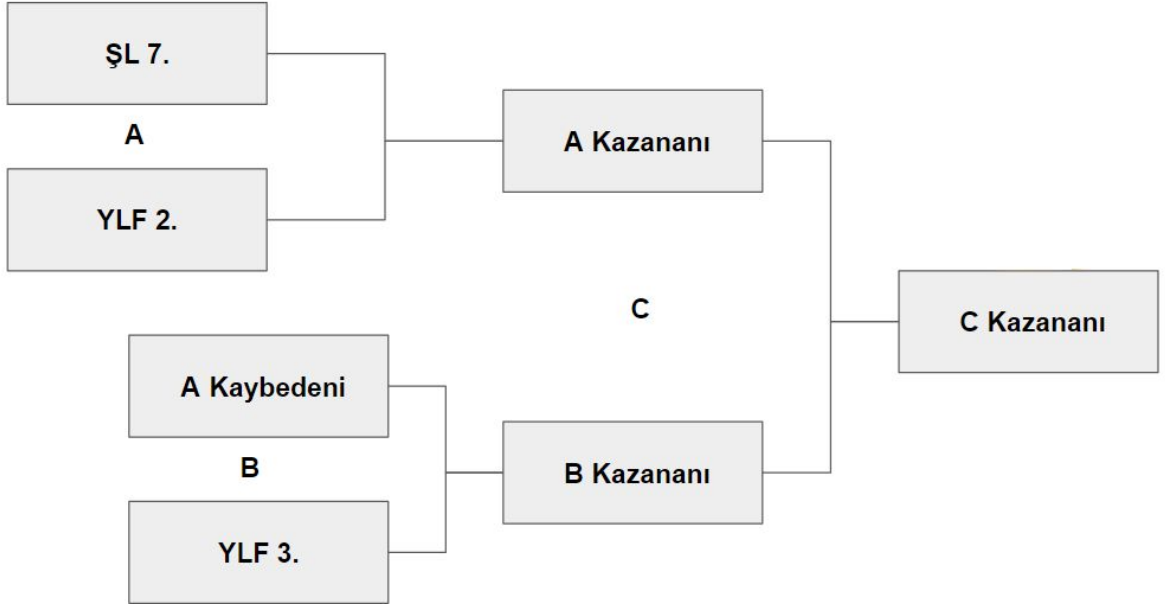 ŞL 7.
A
YLF 2.
A Kazananı
C
C Kazananı
A Kaybedeni
B
YLF 3.
B Kazananı